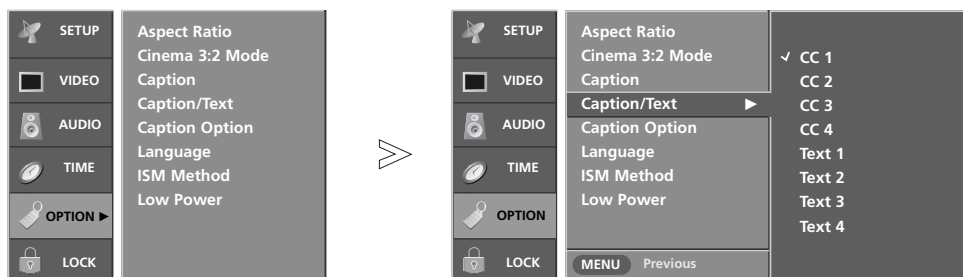 SETUP
VIDEO
AUDIO
TIME
OPTION ►
LOCK
Aspect Ratio
Cinema 3:2 Mode
Caption
Caption/Text
Caption Option
Language
ISM Method
Low Power
SETUP
VIDEO
AUDIO
TIME
OPTION
LOCK
Aspect Ratio
Cinema 3:2 Mode
Caption
Caption/Text ►
Caption Option
Language
ISM Method
Low Power
MENU Previous
✓ CC 1
CC 2
CC 3
CC 4
Text 1
Text 2
Text 3
Text 4